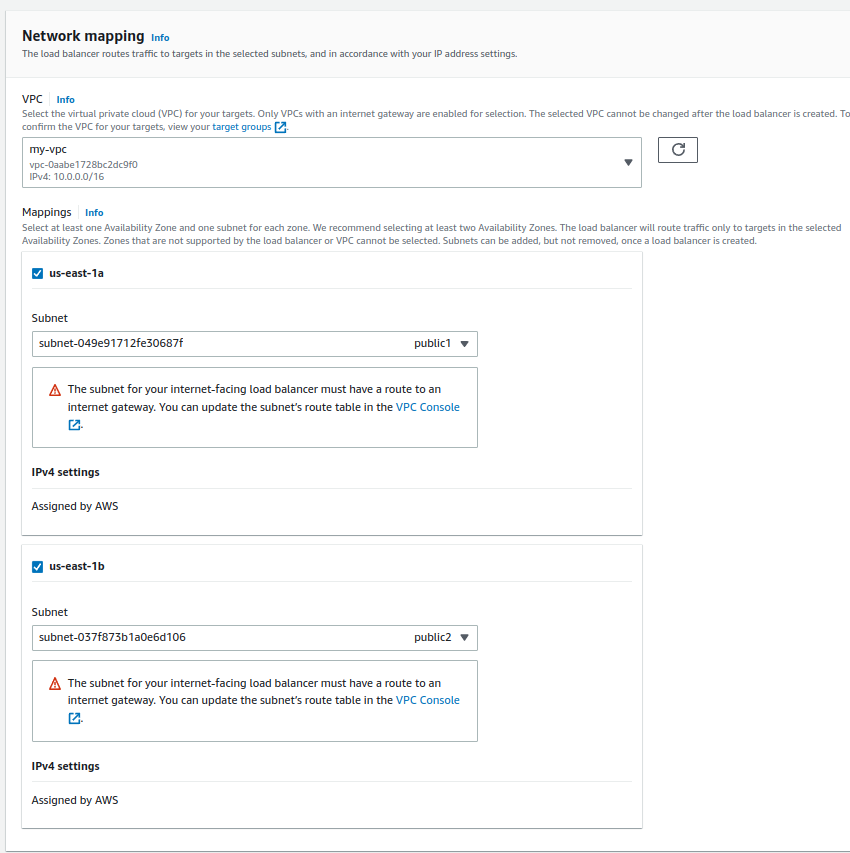 Network mapping Info
The load balancer routes traffic to targets in the selected subnets, and in accordance with your IP address settings.
VPC Info
Select the virtual private cloud (VPC) for your targets. Only VPCs with an internet gateway are enabled for selection. The selected VPC cannot be changed after the load balancer is created. To
confirm the VPC for your targets, view your target groups.
my-vpc
vpc-0aabe1728bc2dc9f0
IPv4: 10.0.0.0/16
Mappings Info
Select at least one Availability Zone and one subnet for each zone. We recommend selecting at least two Availability Zones. The load balancer will route traffic only to targets in the selected
Availability Zones. Zones that are not supported by the load balancer or VPC cannot be selected. Subnets can be added, but not removed, once a load balancer is created.
us-east-1a
Subnet
subnet-049e91712fe30687f public1
The subnet for your internet-facing load balancer must have a route to an
internet gateway. You can update the subnet's route table in the VPC Console
.
IPv4 settings
Assigned by AWS
us-east-1b
Subnet
subnet-037f873b1a0e6d106 public2
The subnet for your internet-facing load balancer must have a route to an
internet gateway. You can update the subnet's route table in the VPC Console
.
IPv4 settings
Assigned by AWS